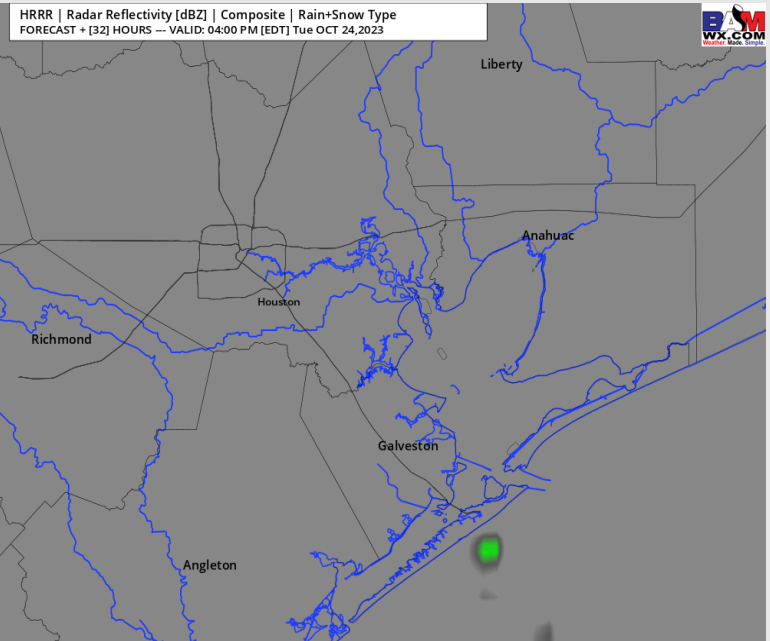 HRRR | Radar Reflectivity [dBZ] | Composite | Rain+Snow Type
FORECAST + [32] HOURS --- VALID: 04:00 PM [EDT] Tue OCT 24,2023
BAM
WX.COM
Weather. Made. Simple.
Liberty
Anahuac
Houston
Richmond
Galveston
Angleton